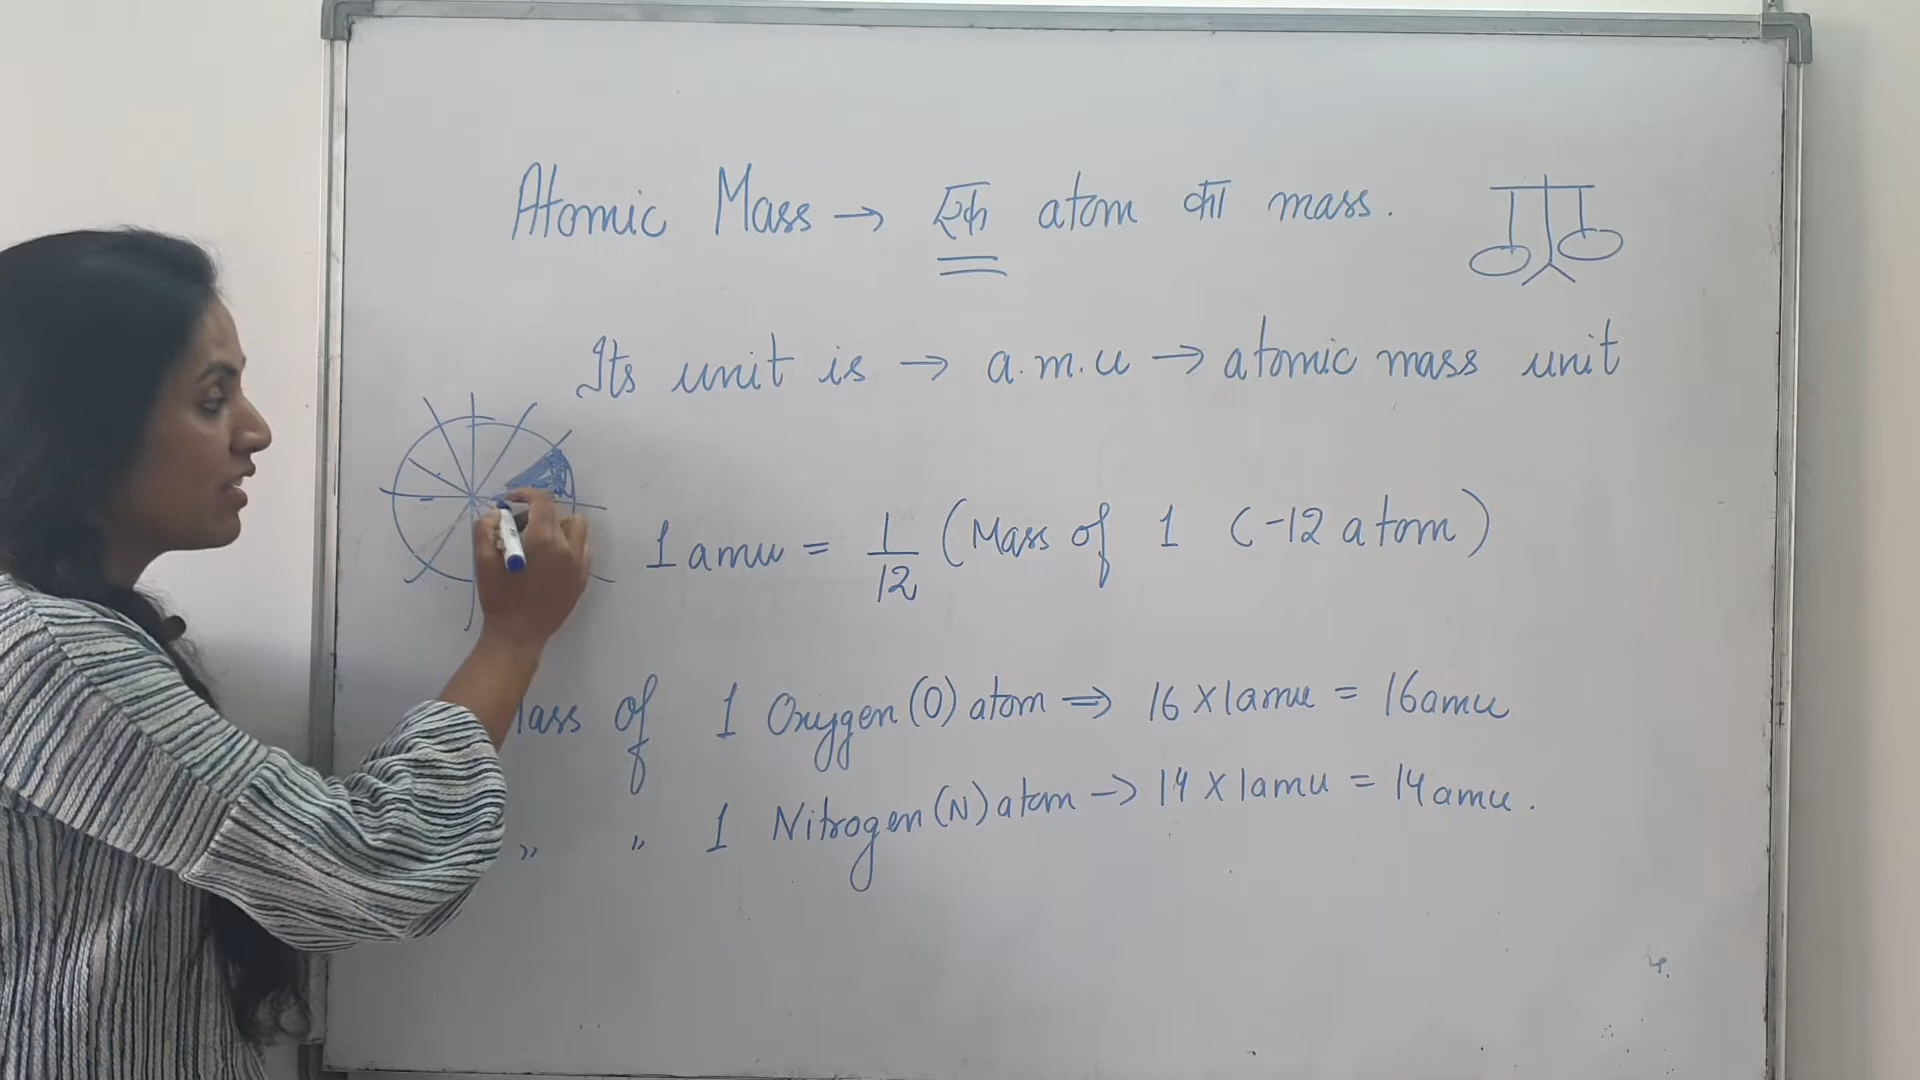 Atomic Mass → एक atom का mass.
Its unit is → a.m.u → atomic mass unit
1 amu = 1/12 (Mass of 1 C-12 atom)
of 1 Oxygen (O) atom ⇒ 16 X 1amu = 16amu
„ „ 1 Nitrogen (N) atom → 14 X 1amu = 14amu.